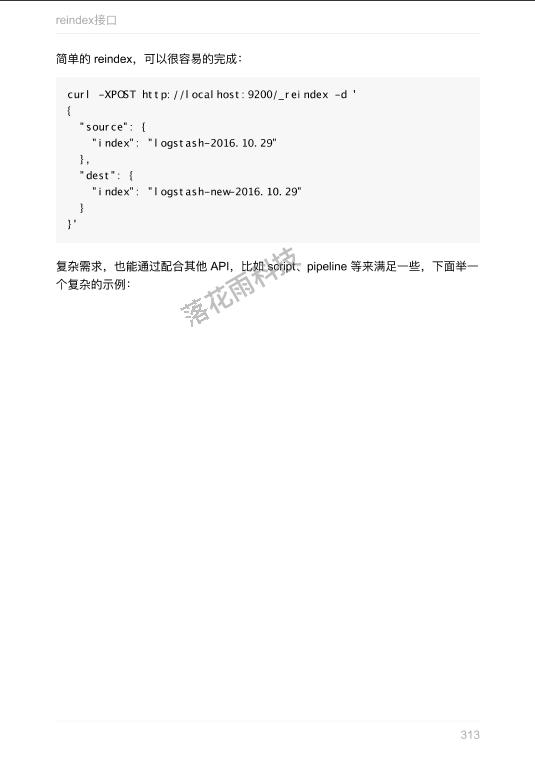 reindex接口
简单的 reindex，可以很容易的完成：
curl -XPOST http://localhost:9200/_reindex -d '
{
  "source": {
    "index": "logstash-2016.10.29"
  },
  "dest": {
    "index": "logstash-new-2016.10.29"
  }
}'
复杂需求，也能通过配合其他 API，比如 script、pipeline 等来满足一些，下面举一
个复杂的示例：
落花雨科技
313